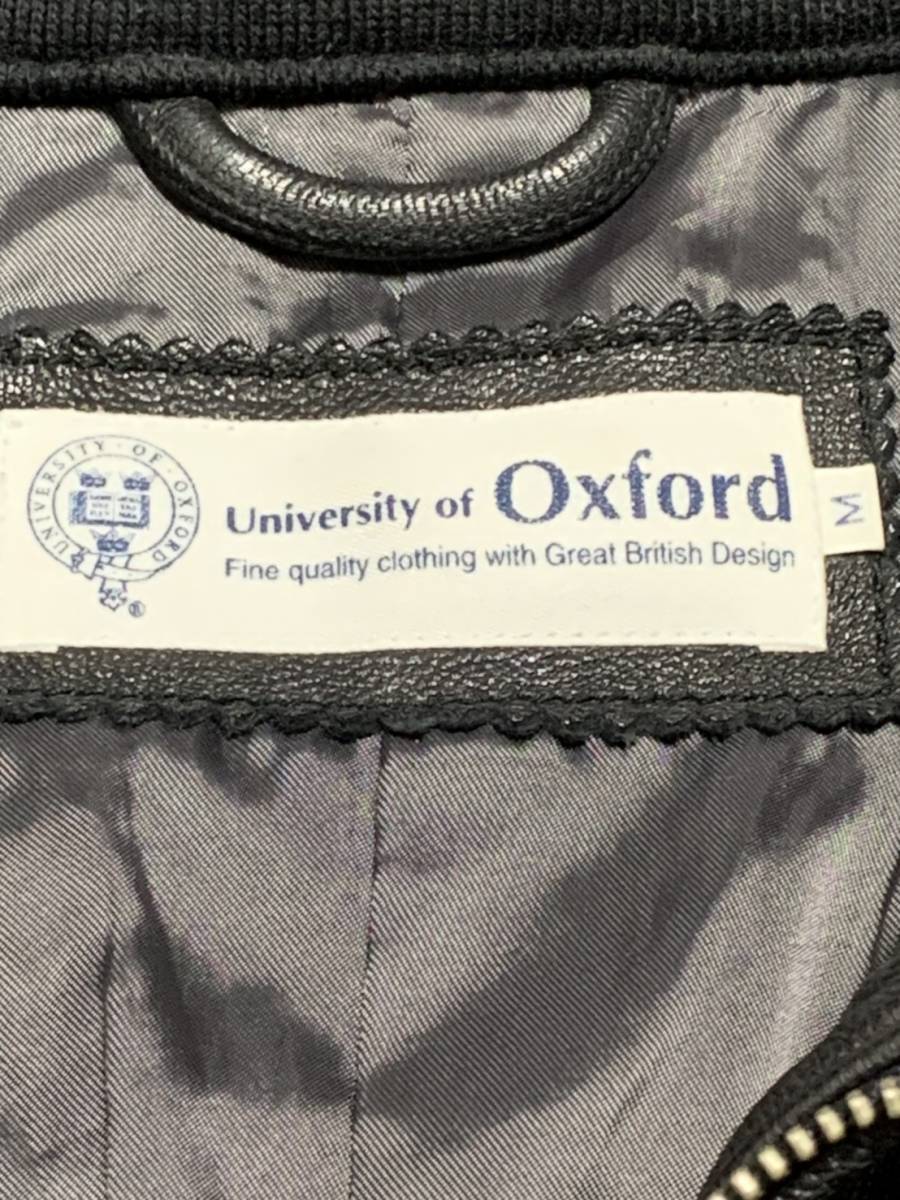 UNIVERSITY · OF · OXFORD
University of Oxford
Fine quality clothing with Great British Design
®
M